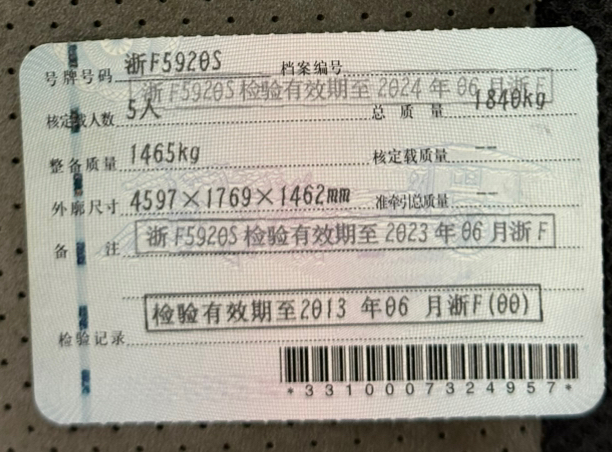 号牌号码 浙F5920S 档案编号
浙F5920S检验有效期至2024年06月浙F
核定载人数 5人 总质量 1840kg
整备质量 1465kg 核定载质量 --
外廓尺寸 4597×1769×1462mm 准牵引总质量 --
备注 浙F5920S检验有效期至2023年06月浙F
检验有效期至2013 年06 月浙F(00)
检验记录
*3310007324957*